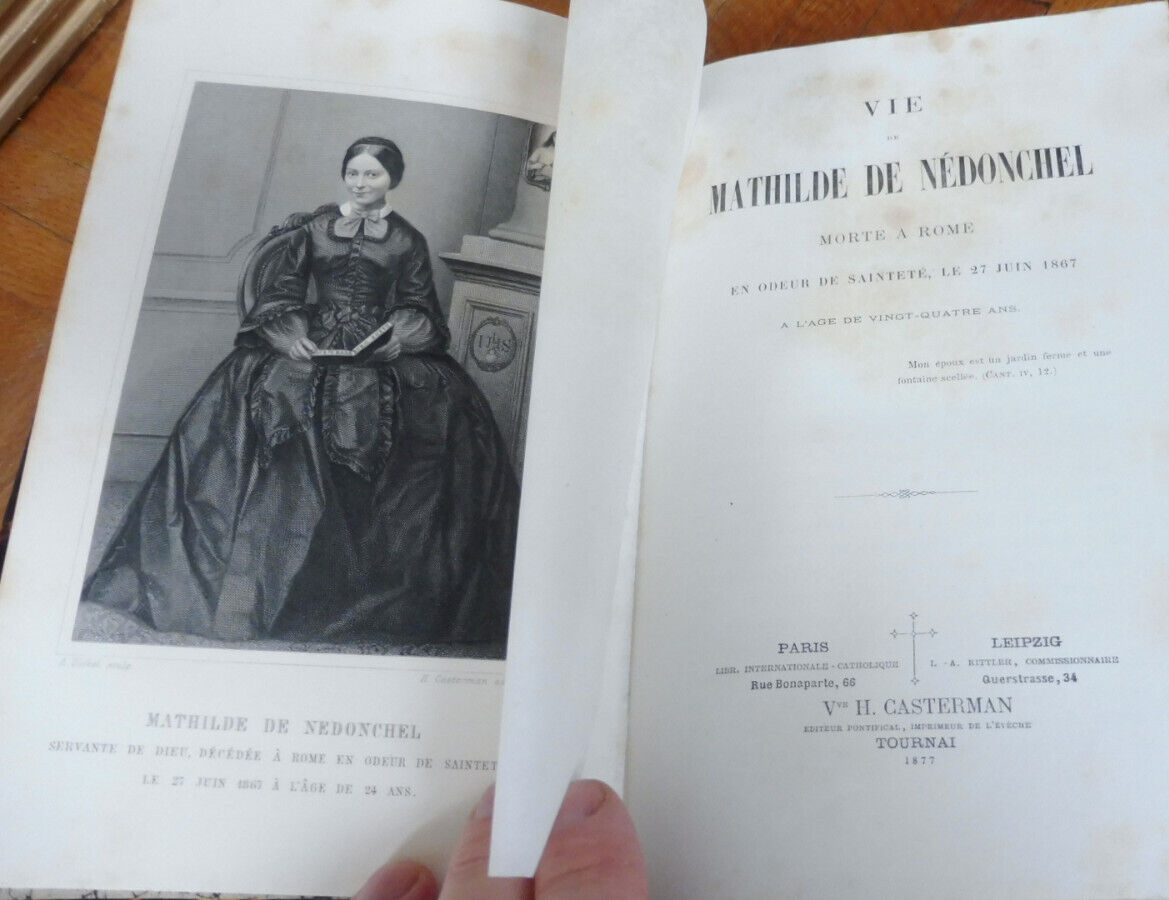 IHS
sculp.
H. Casterman
MATHILDE DE NEDONCHEL
SERVANTE DE DIEU, DÉCÉDÉE À ROME EN ODEUR DE SAINTET
LE 27 JUIN 1867 À L'ÂGE DE 24 ANS.
VIE
DE
MATHILDE DE NÉDONCHEL
MORTE A ROME
EN ODEUR DE SAINTETÉ, LE 27 JUIN 1867
A L'AGE DE VINGT-QUATRE ANS.
Mon époux est un jardin fermé et une
fontaine scellée. (CANT. IV, 12.)
PARIS
LIBR. INTERNATIONALE-CATHOLIQUE
Rue Bonaparte, 66
LEIPZIG
L.-A. KITTLER, COMMISSIONNAIRE
Querstrasse, 34
Vve H. CASTERMAN
EDITEUR PONTIFICAL, IMPRIMEUR DE L'ÉVÊCHÉ
TOURNAI
1877